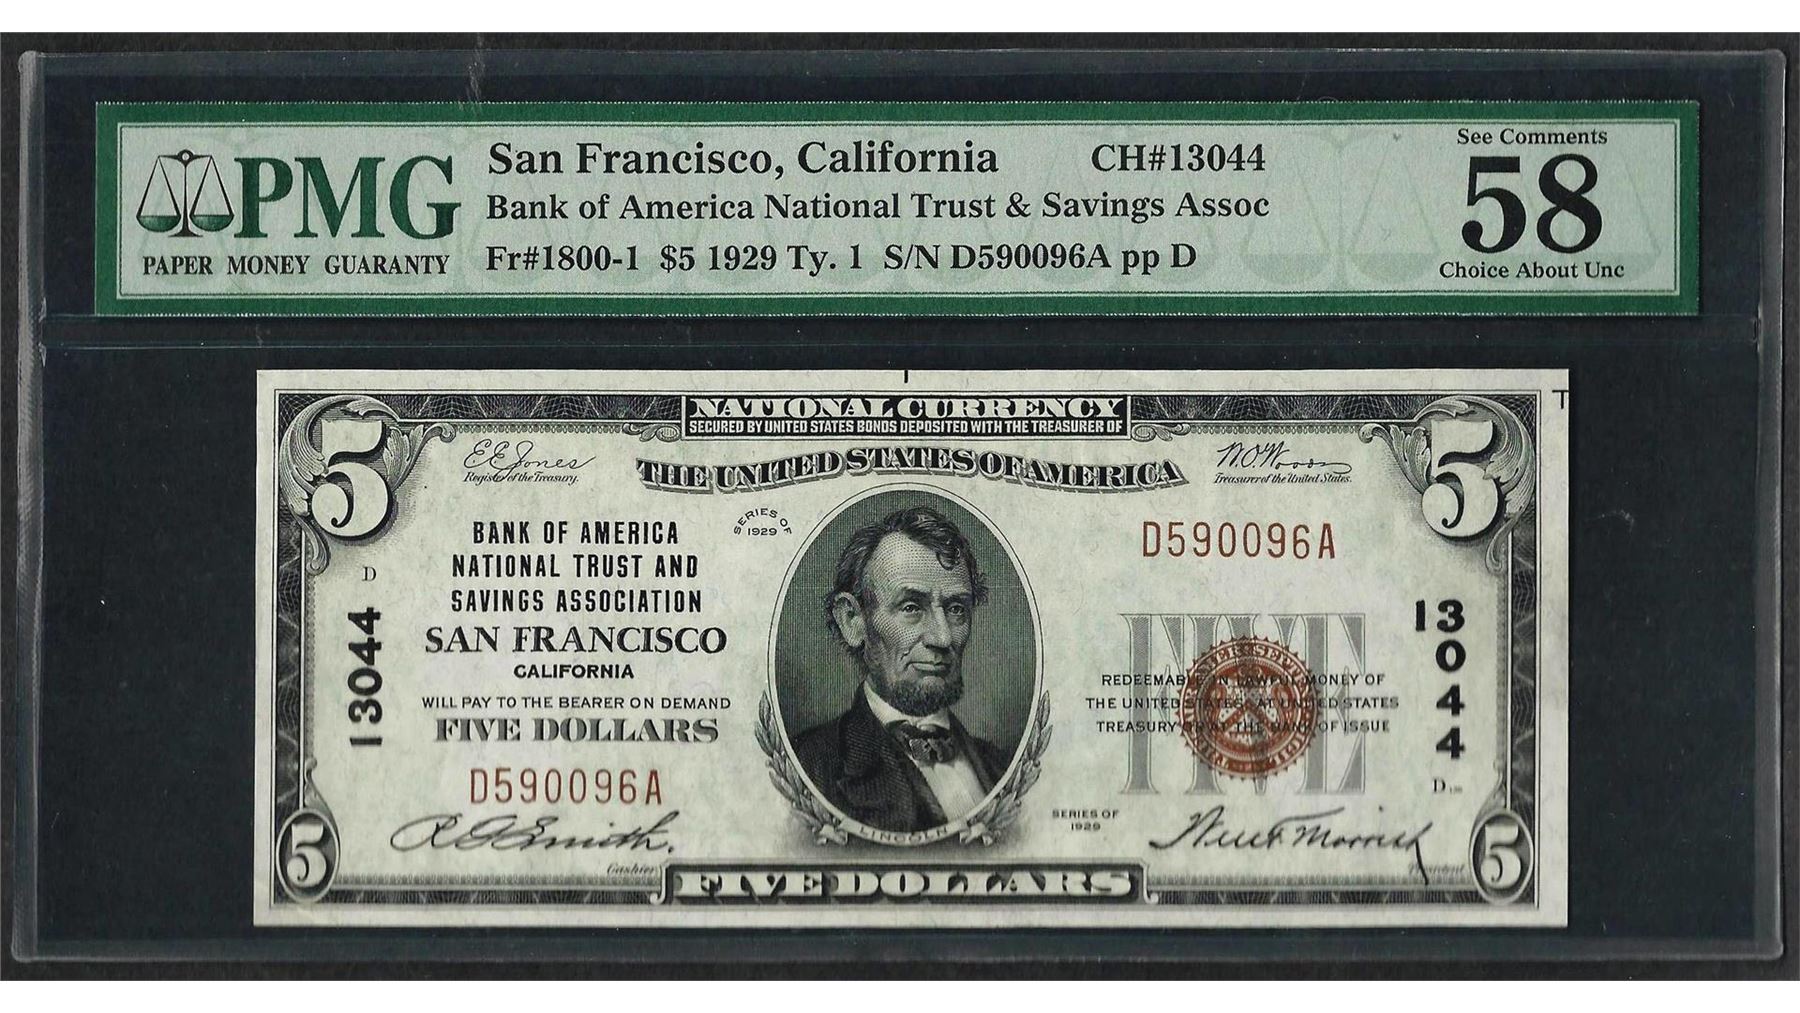 PMG
PAPER MONEY GUARANTY
San Francisco, California CH#13044
Bank of America National Trust & Savings Assoc
Fr#1800-1 $5 1929 Ty. 1 S/N D590096A pp D
See Comments
58
Choice About Unc
T
NATIONAL CURRENCY
SECURED BY UNITED STATES BONDS DEPOSITED WITH THE TREASURER OF
THE UNITED STATES OF AMERICA
5
5
E E Jones
Register of the Treasury.
W.O. Woods
Treasurer of the United States.
SERIES OF
1929
BANK OF AMERICA
NATIONAL TRUST AND
SAVINGS ASSOCIATION
SAN FRANCISCO
CALIFORNIA
WILL PAY TO THE BEARER ON DEMAND
FIVE DOLLARS
D590096A
D
13044
D590096A
13044
FIVE
REDEEMABLE IN LAWFUL MONEY OF
THE UNITED STATES AT UNITED STATES
TREASURY OR AT THE BANK OF ISSUE
D
LINCOLN
SERIES OF
1929
Smith.
Cashier
President
5
FIVE DOLLARS
5